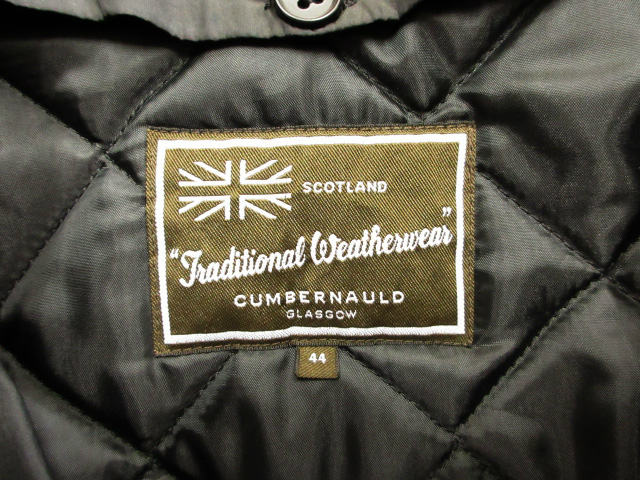 SCOTLAND
"Traditional Weatherwear"
CUMBERNAULD
GLASGOW
44